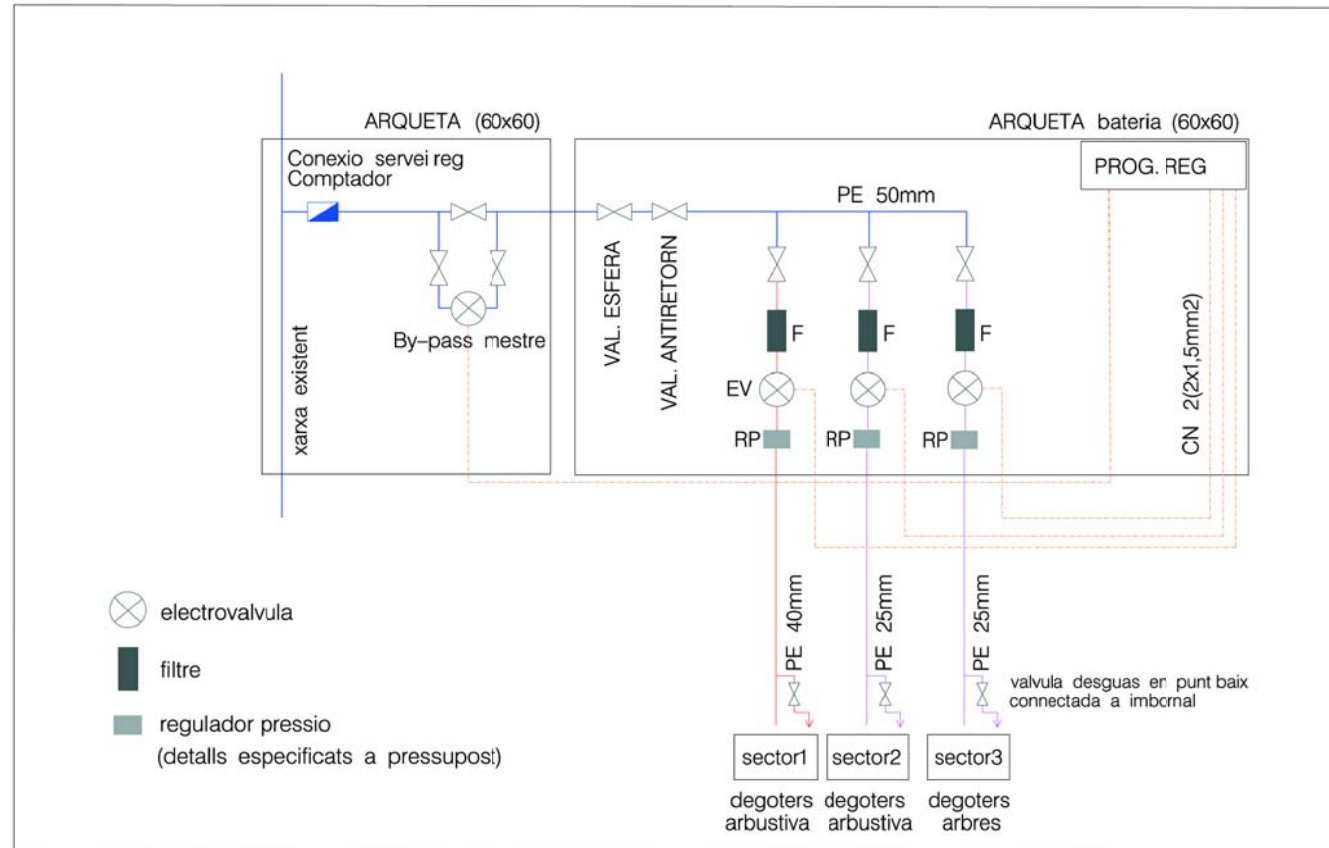 ARQUETA (60x60)
ARQUETA bateria (60x60)
Conexio servei reg
Comptador
PROG. REG
PE 50mm
VAL. ESFERA
VAL. ANTIRETORN
By-pass mestre
xarxa existent
F
F
F
EV
RP
RP
RP
CN 2(2x1,5mm2)
electrovalvula
filtre
regulador pressio
(detalls especificats a pressupost)
PE 40mm
PE 25mm
PE 25mm
valvula desguas en punt baix
connectada a imbornal
sector1
sector2
sector3
degoters
arbustiva
degoters
arbustiva
degoters
arbres